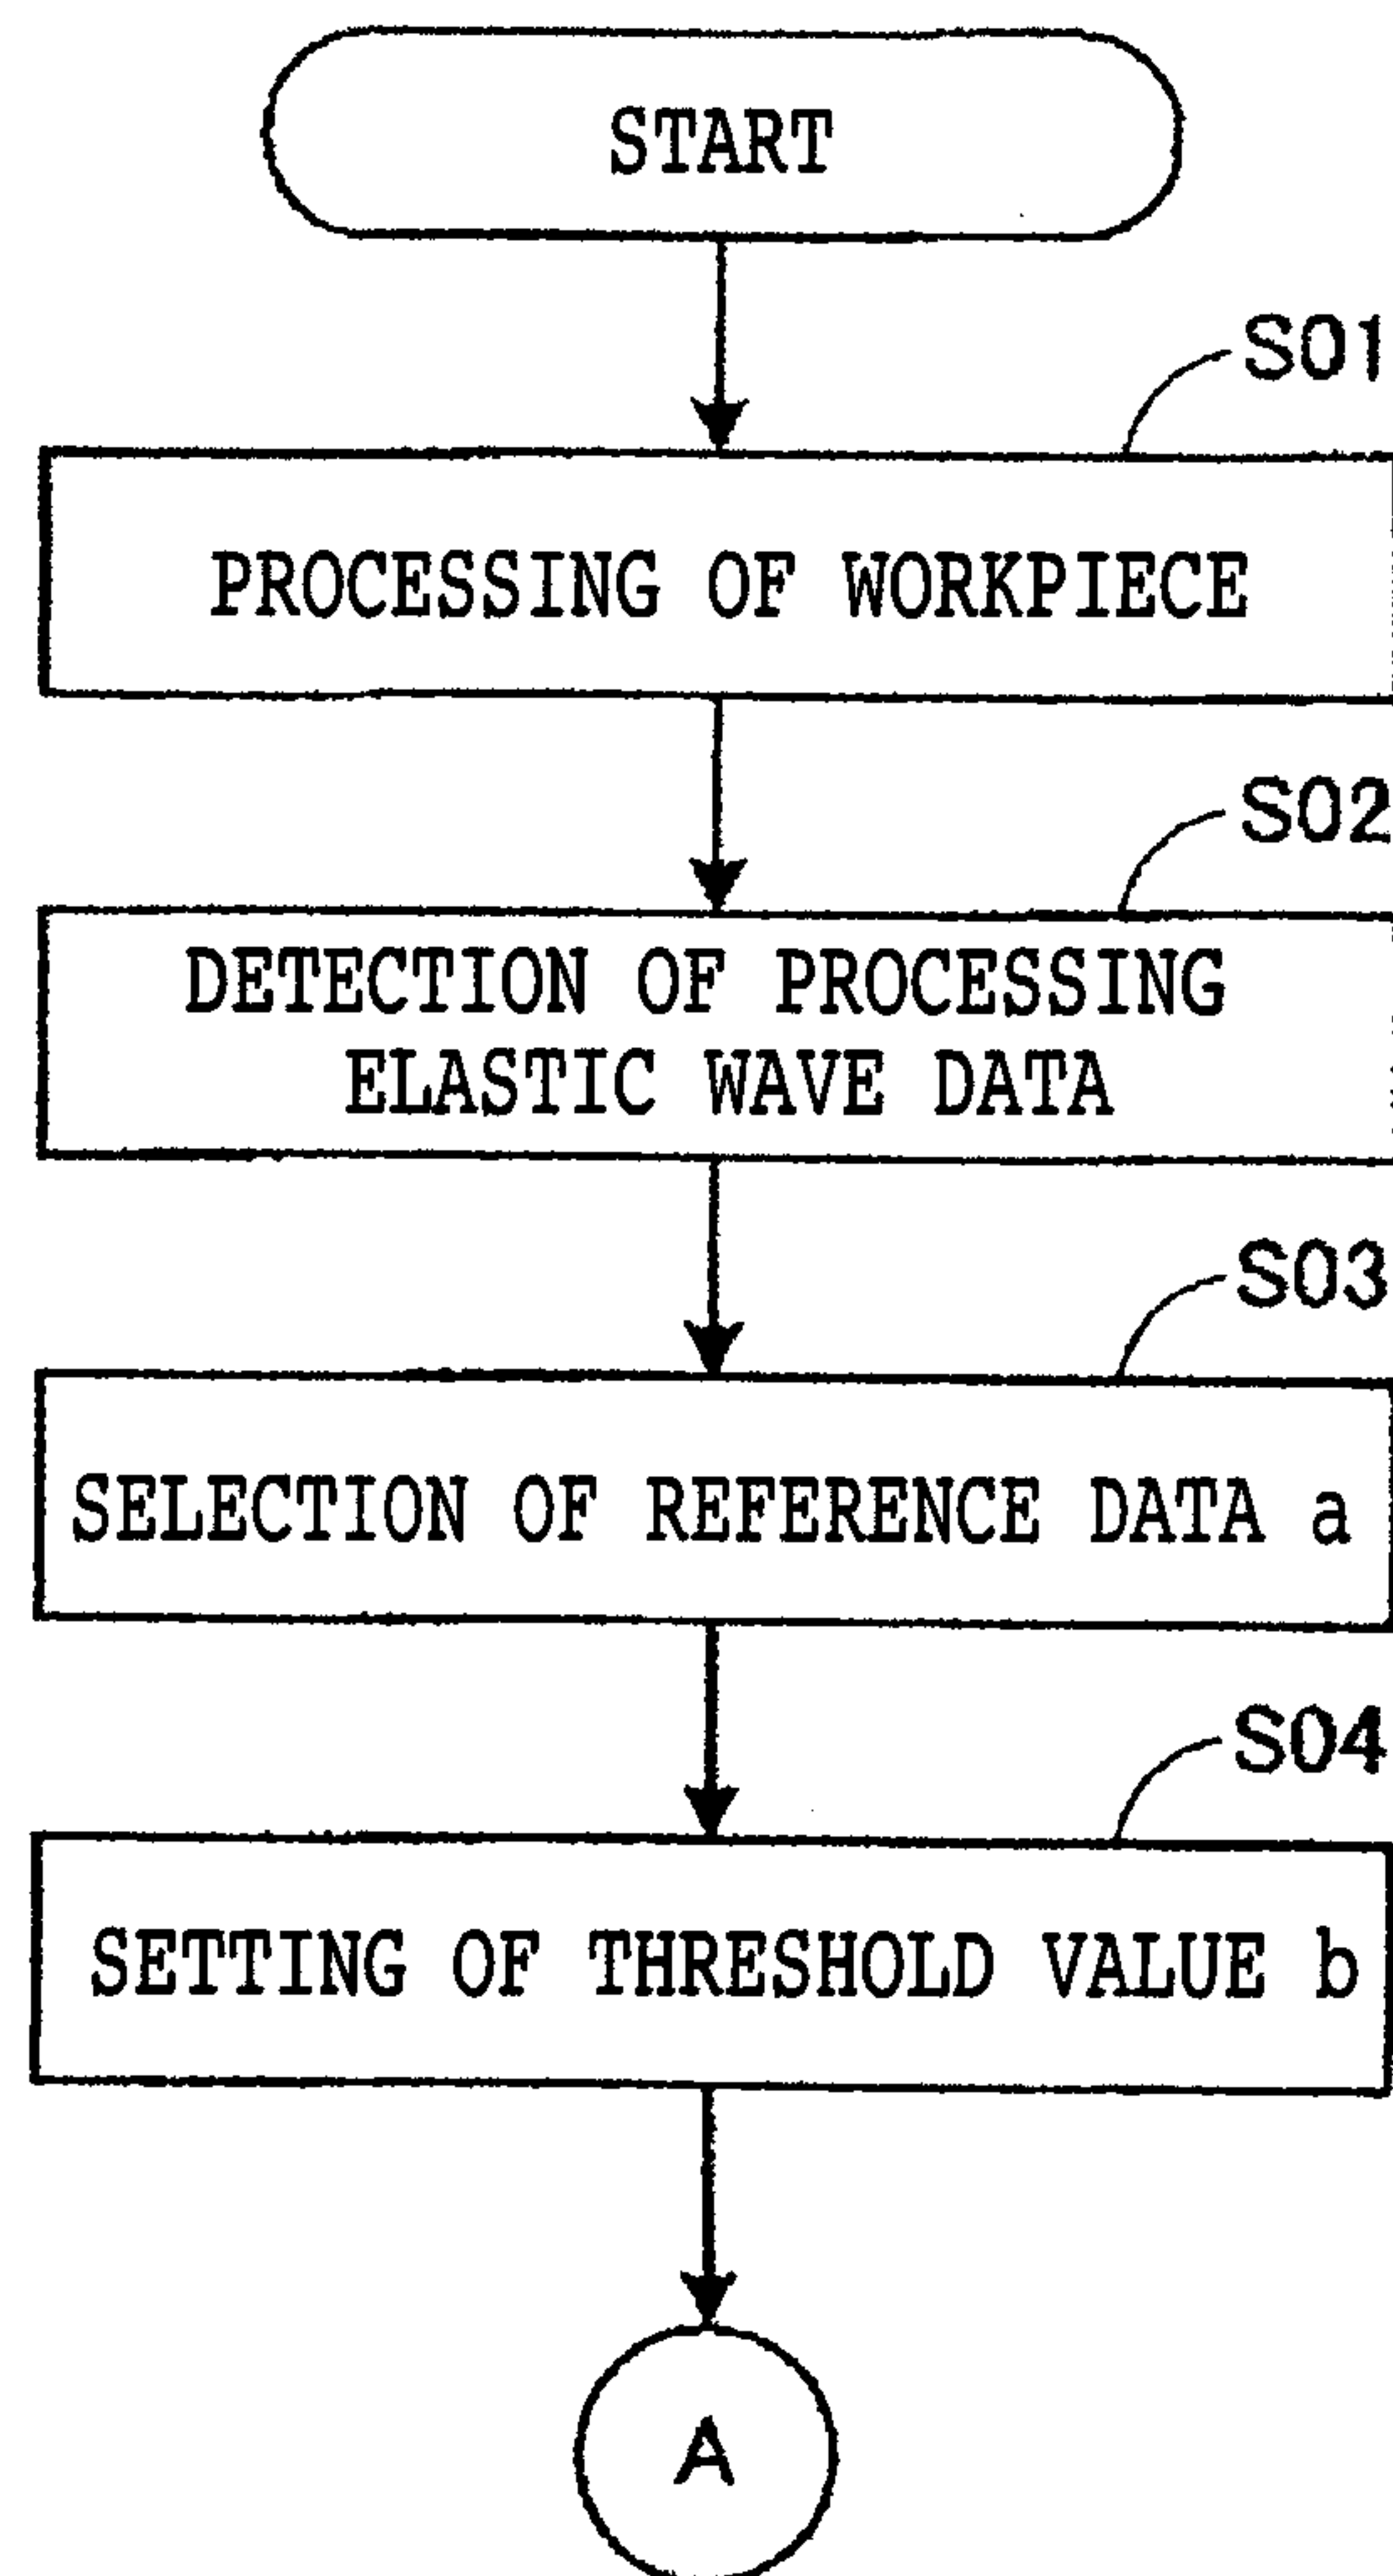 START
S01
PROCESSING OF WORKPIECE
S02
DETECTION OF PROCESSING
ELASTIC WAVE DATA
S03
SELECTION OF REFERENCE DATA a
S04
SETTING OF THRESHOLD VALUE b
A